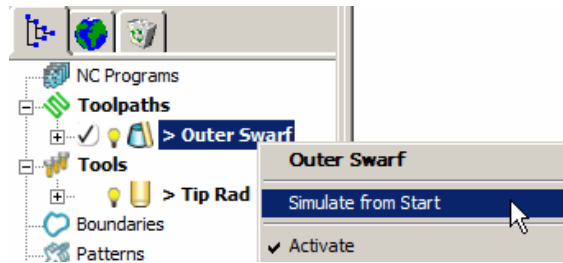 NC Programs
Toolpaths
> Outer Swarf
Outer Swarf
Tools
> Tip Rad
Simulate from Start
Boundaries
Activate
Patterns